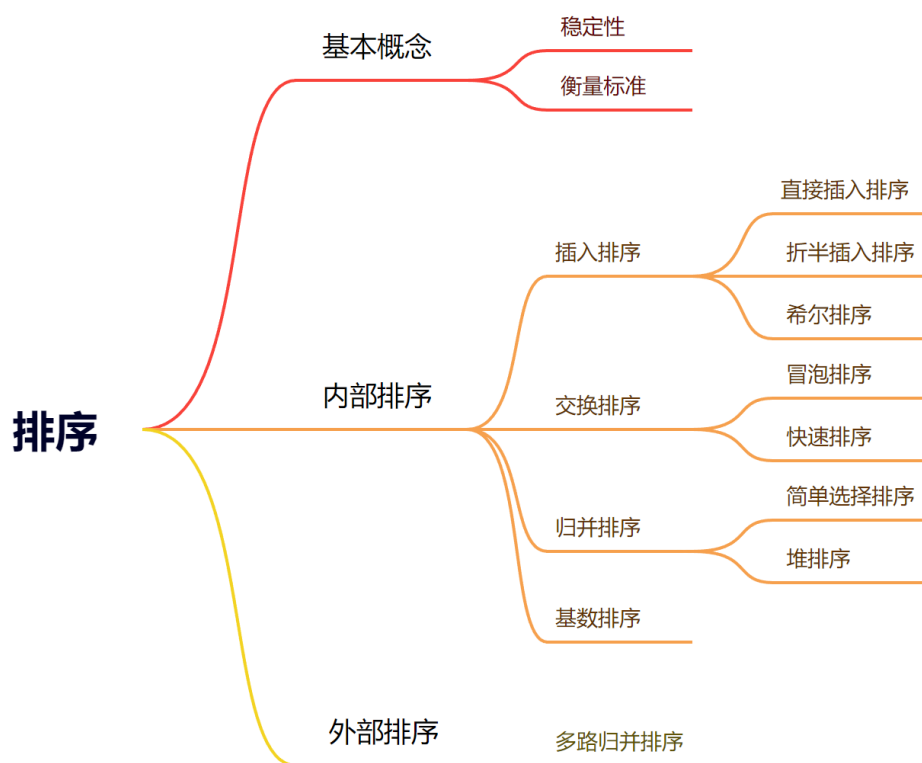 排序
基本概念
稳定性
衡量标准
内部排序
插入排序
直接插入排序
折半插入排序
希尔排序
交换排序
冒泡排序
快速排序
归并排序
简单选择排序
堆排序
基数排序
外部排序
多路归并排序